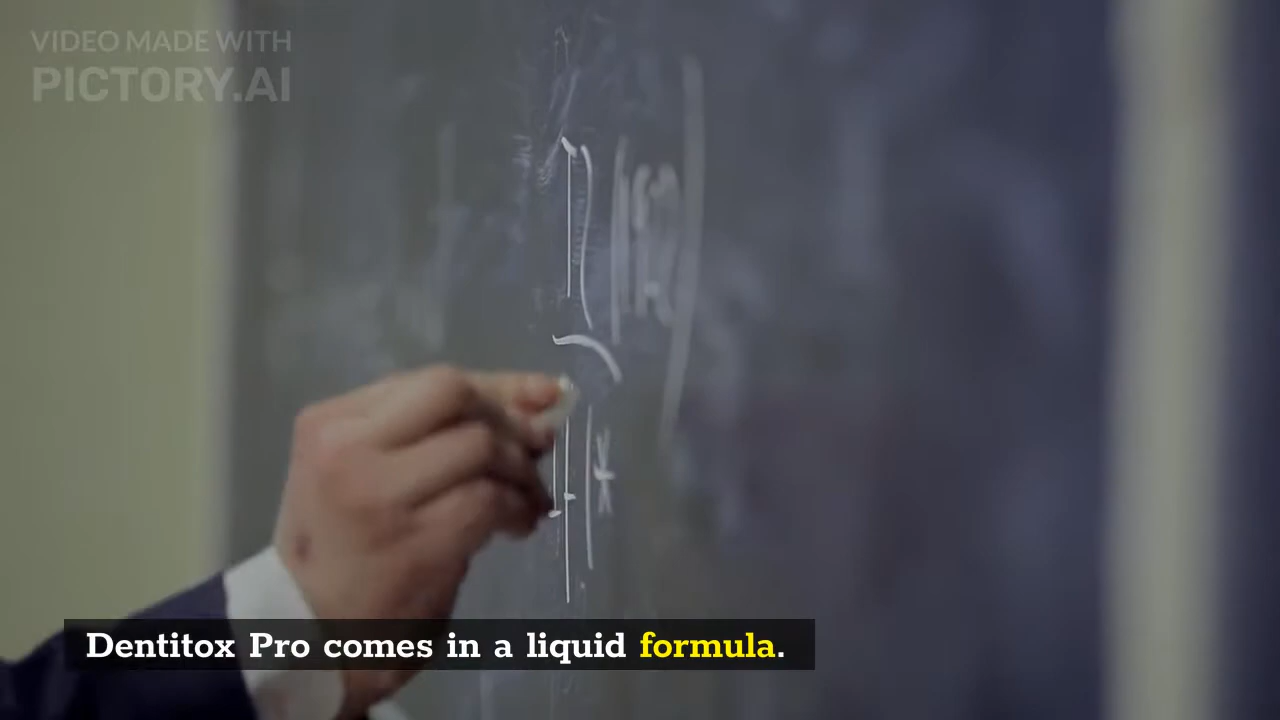 VIDEO MADE WITH
PICTORY.AI
Dentitox Pro comes in a liquid formula.